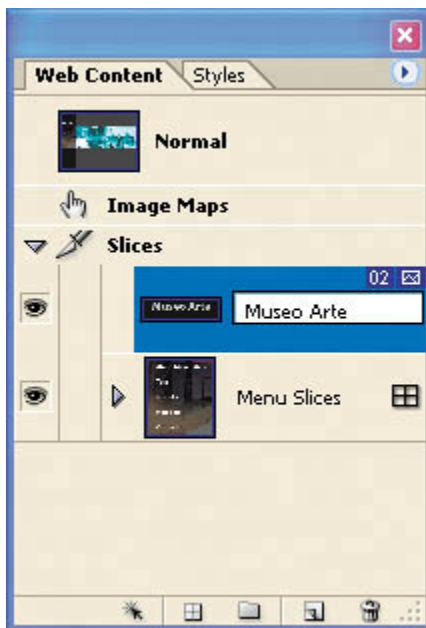 Web Content Styles
Normal
Image Maps
Slices
02
Museo Arte Museo Arte
Menu Slices